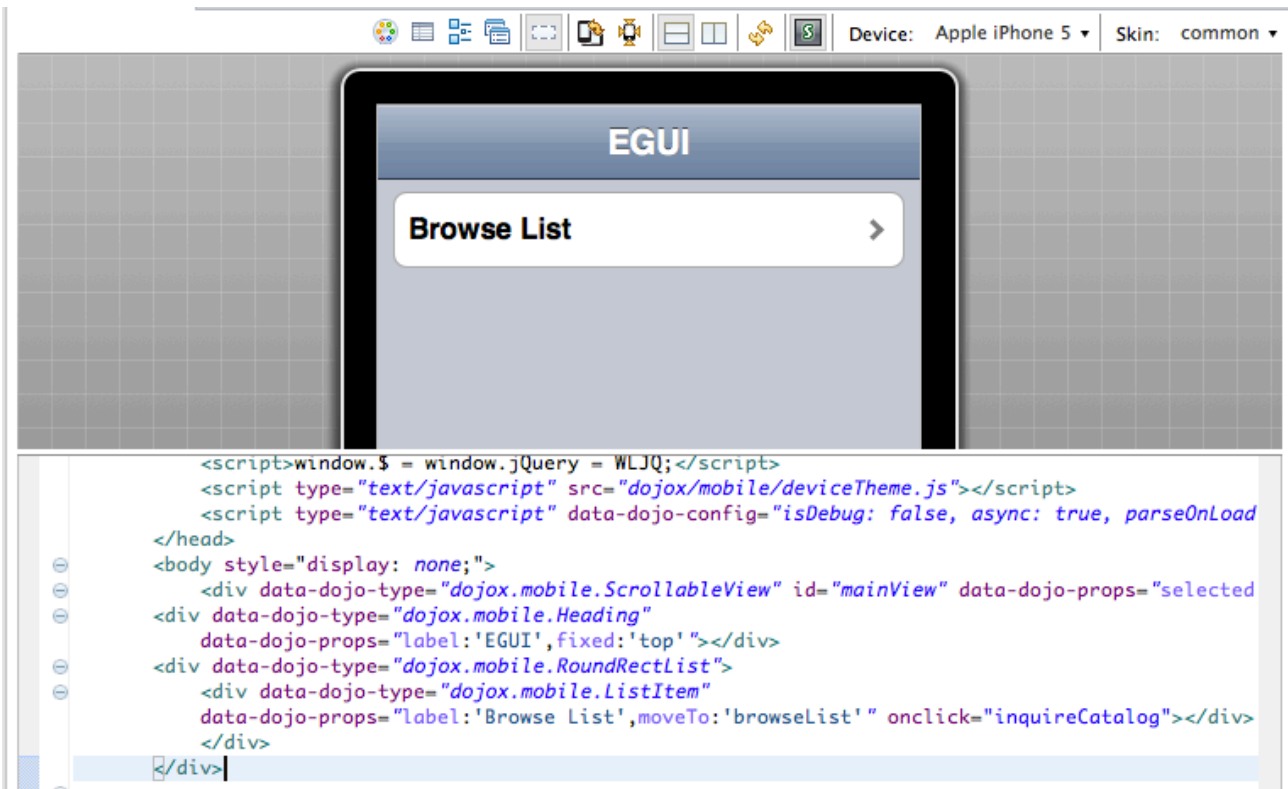 Device: Apple iPhone 5 Skin: common
EGUI
Browse List
<script>window.$ = window.jQuery = WLJQ;</script>
<script type="text/javascript" src="dojox/mobile/deviceTheme.js"></script>
<script type="text/javascript" data-dojo-config="isDebug: false, async: true, parseOnLoad
</head>
<body style="display: none;">
<div data-dojo-type="dojox.mobile.ScrollableView" id="mainView" data-dojo-props="selected
<div data-dojo-type="dojox.mobile.Heading"
data-dojo-props="label:'EGUI',fixed:'top'"></div>
<div data-dojo-type="dojox.mobile.RoundRectList">
<div data-dojo-type="dojox.mobile.ListItem"
data-dojo-props="label:'Browse List',moveTo:'browseList'" onclick="inquireCatalog"></div>
</div>
</div>